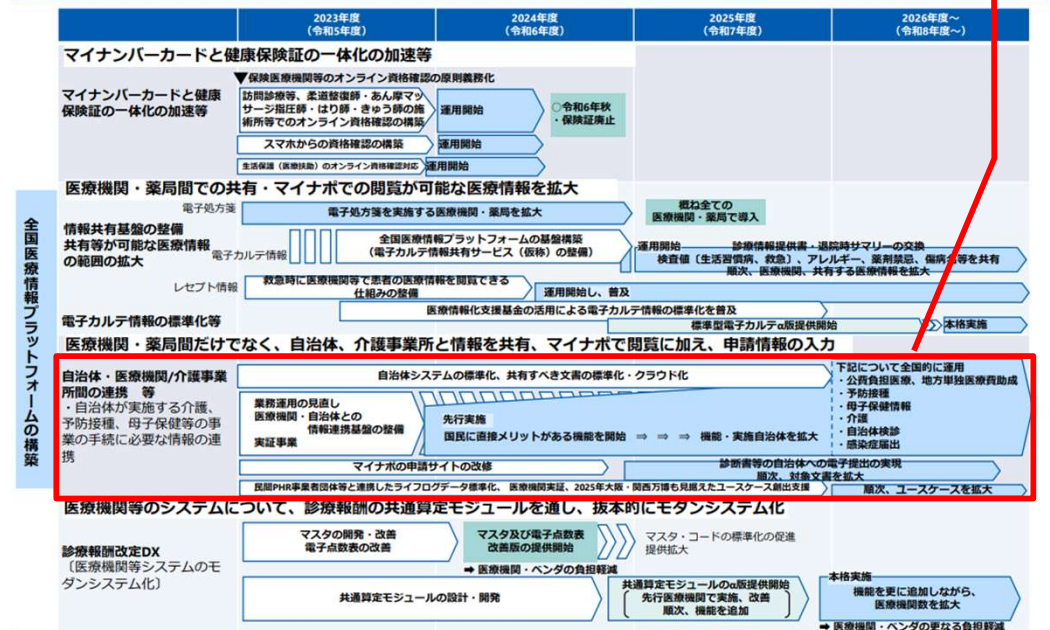 2023年度
(令和5年度)
2024年度
(令和6年度)
2025年度
(令和7年度)
2026年度~
(令和8年度~)
全国医療情報プラットフォームの構築
マイナンバーカードと健康保険証の一体化の加速等
▼保険医療機関等のオンライン資格確認の原則義務化
マイナンバーカードと健康
保険証の一体化の加速等
訪問診療等、柔道整復師・あん摩マッ
サージ指圧師・はり師・きゅう師の施
術所等でのオンライン資格確認の構築
運用開始
○令和6年秋
・保険証廃止
スマホからの資格確認の構築
運用開始
生活保護(医療扶助)のオンライン資格確認対応
運用開始
医療機関・薬局間での共有・マイナポでの閲覧が可能な医療情報を拡大
電子処方箋
電子処方箋を実施する医療機関・薬局を拡大
概ね全ての
医療機関・薬局で導入
情報共有基盤の整備
共有等が可能な医療情報
の範囲の拡大
電子カルテ情報
全国医療情報プラットフォームの基盤構築
(電子カルテ情報共有サービス(仮称)の整備)
運用開始
診療情報提供書・退院時サマリーの交換
検査値〔生活習慣病、救急〕、アレルギー、薬剤禁忌、傷病名等を共有
順次、医療機関、共有する医療情報を拡大
レセプト情報
救急時に医療機関等で患者の医療情報を閲覧できる
仕組みの整備
運用開始し、普及
医療情報化支援基金の活用による電子カルテ情報の標準化を普及
電子カルテ情報の標準化等
標準型電子カルテα版提供開始
本格実施
医療機関・薬局間だけでなく、自治体、介護事業所と情報を共有、マイナポで閲覧に加え、申請情報の入力
自治体・医療機関/介護事業
所間の連携 等
・自治体が実施する介護、
予防接種、母子保健等の事
業の手続に必要な情報の連
携
自治体システムの標準化、共有すべき文書の標準化・クラウド化
業務運用の見直し
医療機関・自治体との
情報連携基盤の整備
実証事業
先行実施
国民に直接メリットがある機能を開始 ⇒ ⇒ ⇒ 機能・実施自治体を拡大
下記について全国的に運用
・公費負担医療、地方単独医療費助成
・予防接種
・母子保健情報
・介護
・自治体検診
・感染症届出
マイナポの申請サイトの改修
診断書等の自治体への電子提出の実現
順次、対象文書を拡大
民間PHR事業者団体等と連携したライフログデータ標準化、 医療機関実証、2025年大阪・関西万博も見据えたユースケース創出支援
順次、ユースケースを拡大
医療機関等のシステムについて、診療報酬の共通算定モジュールを通し、抜本的にモダンシステム化
診療報酬改定DX
〔医療機関等システムのモ
ダンシステム化〕
マスタの開発・改善
電子点数表の改善
マスタ及び電子点数表
改善版の提供開始
マスタ・コードの標準化の促進
提供拡大
➡ 医療機関・ベンダの負担軽減
共通算定モジュールの設計・開発
共通算定モジュールのα版提供開始
先行医療機関で実施、改善
順次、機能を追加
本格実施
機能を更に追加しながら、
医療機関数を拡大
➡ 医療機関・ベンダの更なる負担軽減